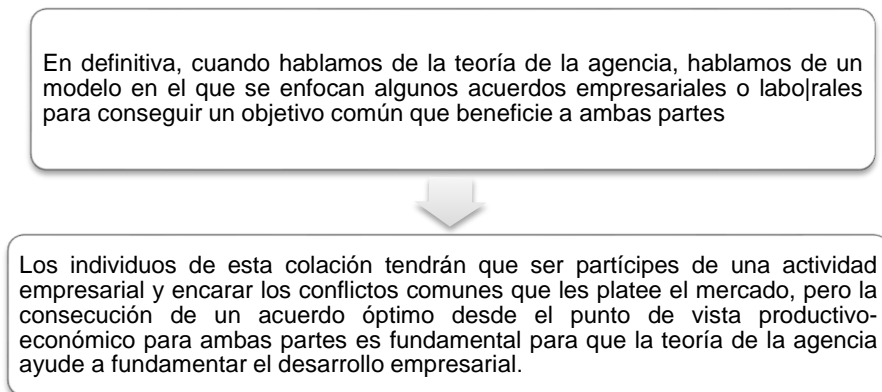 En definitiva, cuando hablamos de la teoría de la agencia, hablamos de un
modelo en el que se enfocan algunos acuerdos empresariales o labo|rales
para conseguir un objetivo común que beneficie a ambas partes
Los individuos de esta colación tendrán que ser partícipes de una actividad
empresarial y encarar los conflictos comunes que les platee el mercado, pero la
consecución de un acuerdo óptimo desde el punto de vista productivo-
económico para ambas partes es fundamental para que la teoría de la agencia
ayude a fundamentar el desarrollo empresarial.